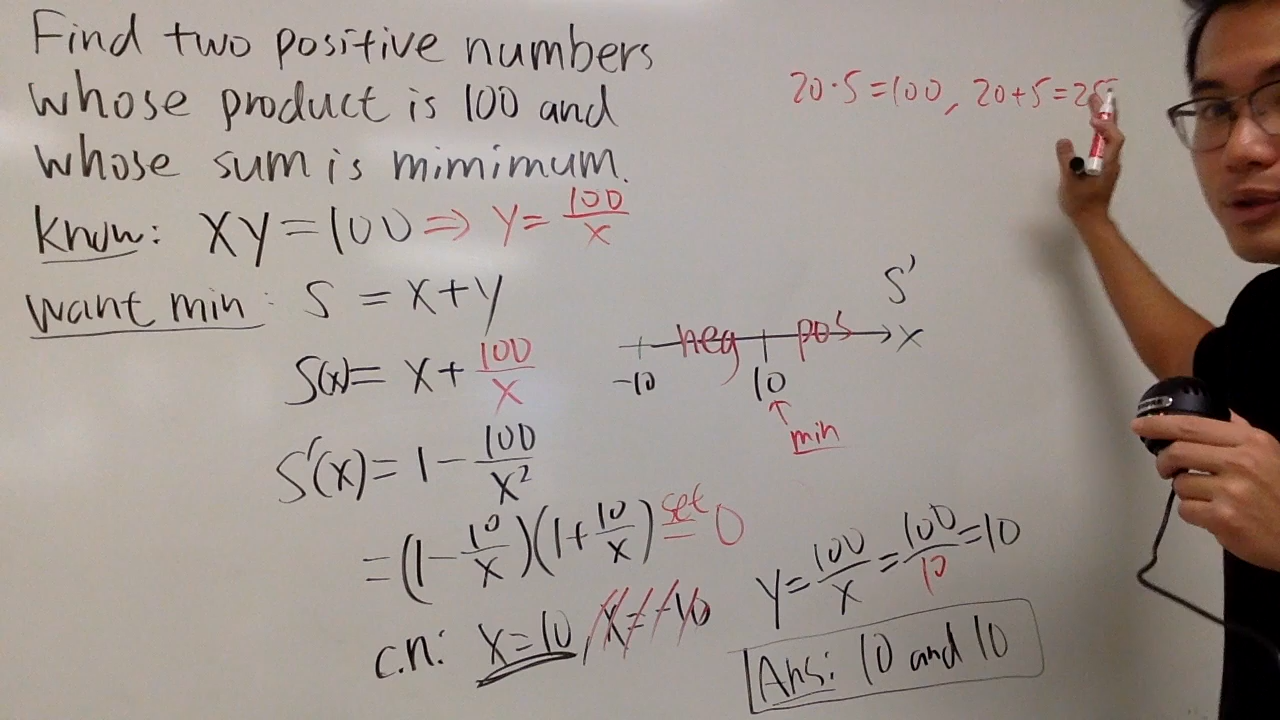 Find two positive numbers
whose product is 100 and
whose sum is mimimum.
Know: xy = 100 ⇒ y = 100/x
Want min: S = x+y
S(x) = x + 100/x
S'(x) = 1 - 100/x²
= (1 - 10/x)(1 + 10/x) set = 0
c.n: x=10, x=-10
20·5=100, 20+5=25
S'
neg pos x
-10 10
↑
min
y = 100/x = 100/10 = 10
Ans: 10 and 10